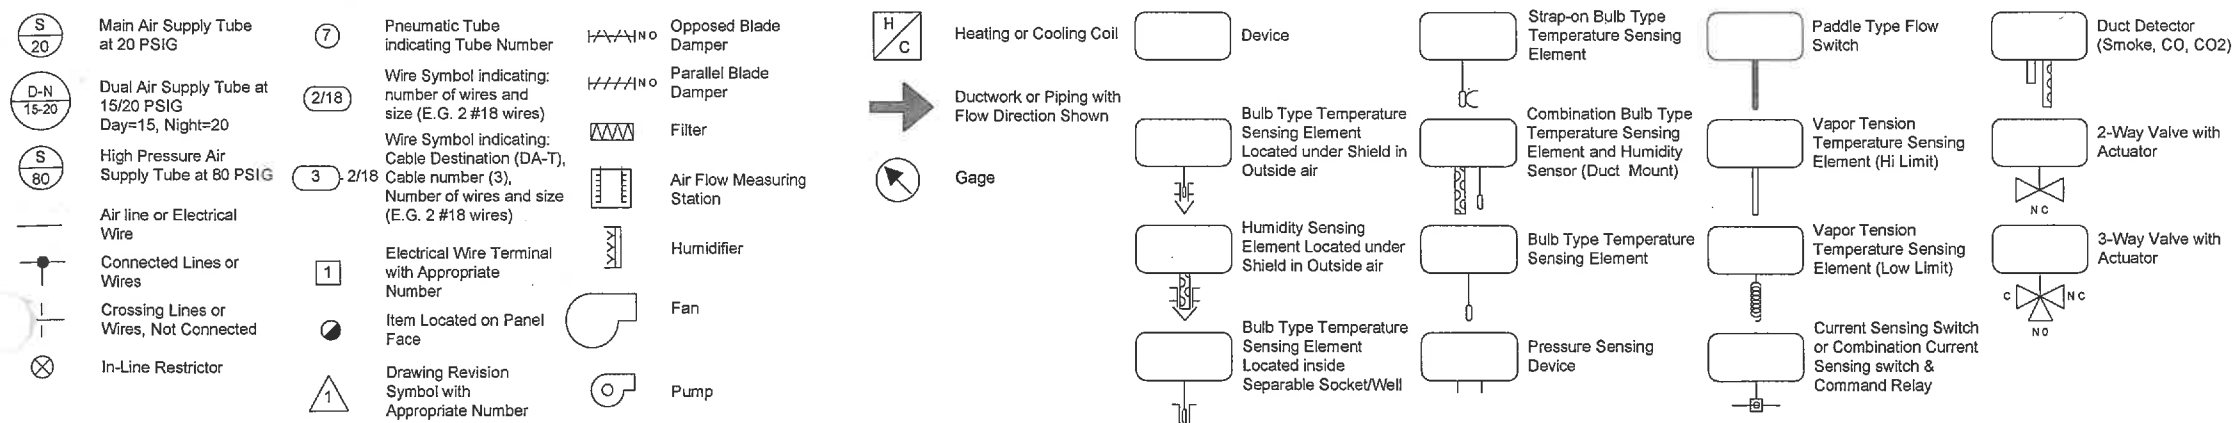 S
20
Main Air Supply Tube
at 20 PSIG
D-N
15-20
Dual Air Supply Tube at
15/20 PSIG
Day=15, Night=20
S
80
High Pressure Air
Supply Tube at 80 PSIG
Air line or Electrical
Wire
Connected Lines or
Wires
Crossing Lines or
Wires, Not Connected
In-Line Restrictor
7
Pneumatic Tube
indicating Tube Number
2/18
Wire Symbol indicating:
number of wires and
size (E.G. 2 #18 wires)
3
2/18
Wire Symbol indicating:
Cable Destination (DA-T),
Cable number (3),
Number of wires and size
(E.G. 2 #18 wires)
1
Electrical Wire Terminal
with Appropriate
Number
Item Located on Panel
Face
1
Drawing Revision
Symbol with
Appropriate Number
N O
Opposed Blade
Damper
N O
Parallel Blade
Damper
Filter
Air Flow Measuring
Station
Humidifier
Fan
Pump
H
C
Heating or Cooling Coil
Ductwork or Piping with
Flow Direction Shown
Gage
Device
Bulb Type Temperature
Sensing Element
Located under Shield in
Outside air
Humidity Sensing
Element Located under
Shield in Outside air
Bulb Type Temperature
Sensing Element
Located inside
Separable Socket/Well
Strap-on Bulb Type
Temperature Sensing
Element
Combination Bulb Type
Temperature Sensing
Element and Humidity
Sensor (Duct Mount)
Bulb Type Temperature
Sensing Element
Pressure Sensing
Device
Paddle Type Flow
Switch
Vapor Tension
Temperature Sensing
Element (Hi Limit)
Vapor Tension
Temperature Sensing
Element (Low Limit)
Current Sensing Switch
or Combination Current
Sensing switch &
Command Relay
Duct Detector
(Smoke, CO, CO2)
2-Way Valve with
Actuator
N C
3-Way Valve with
Actuator
C
N C
N O